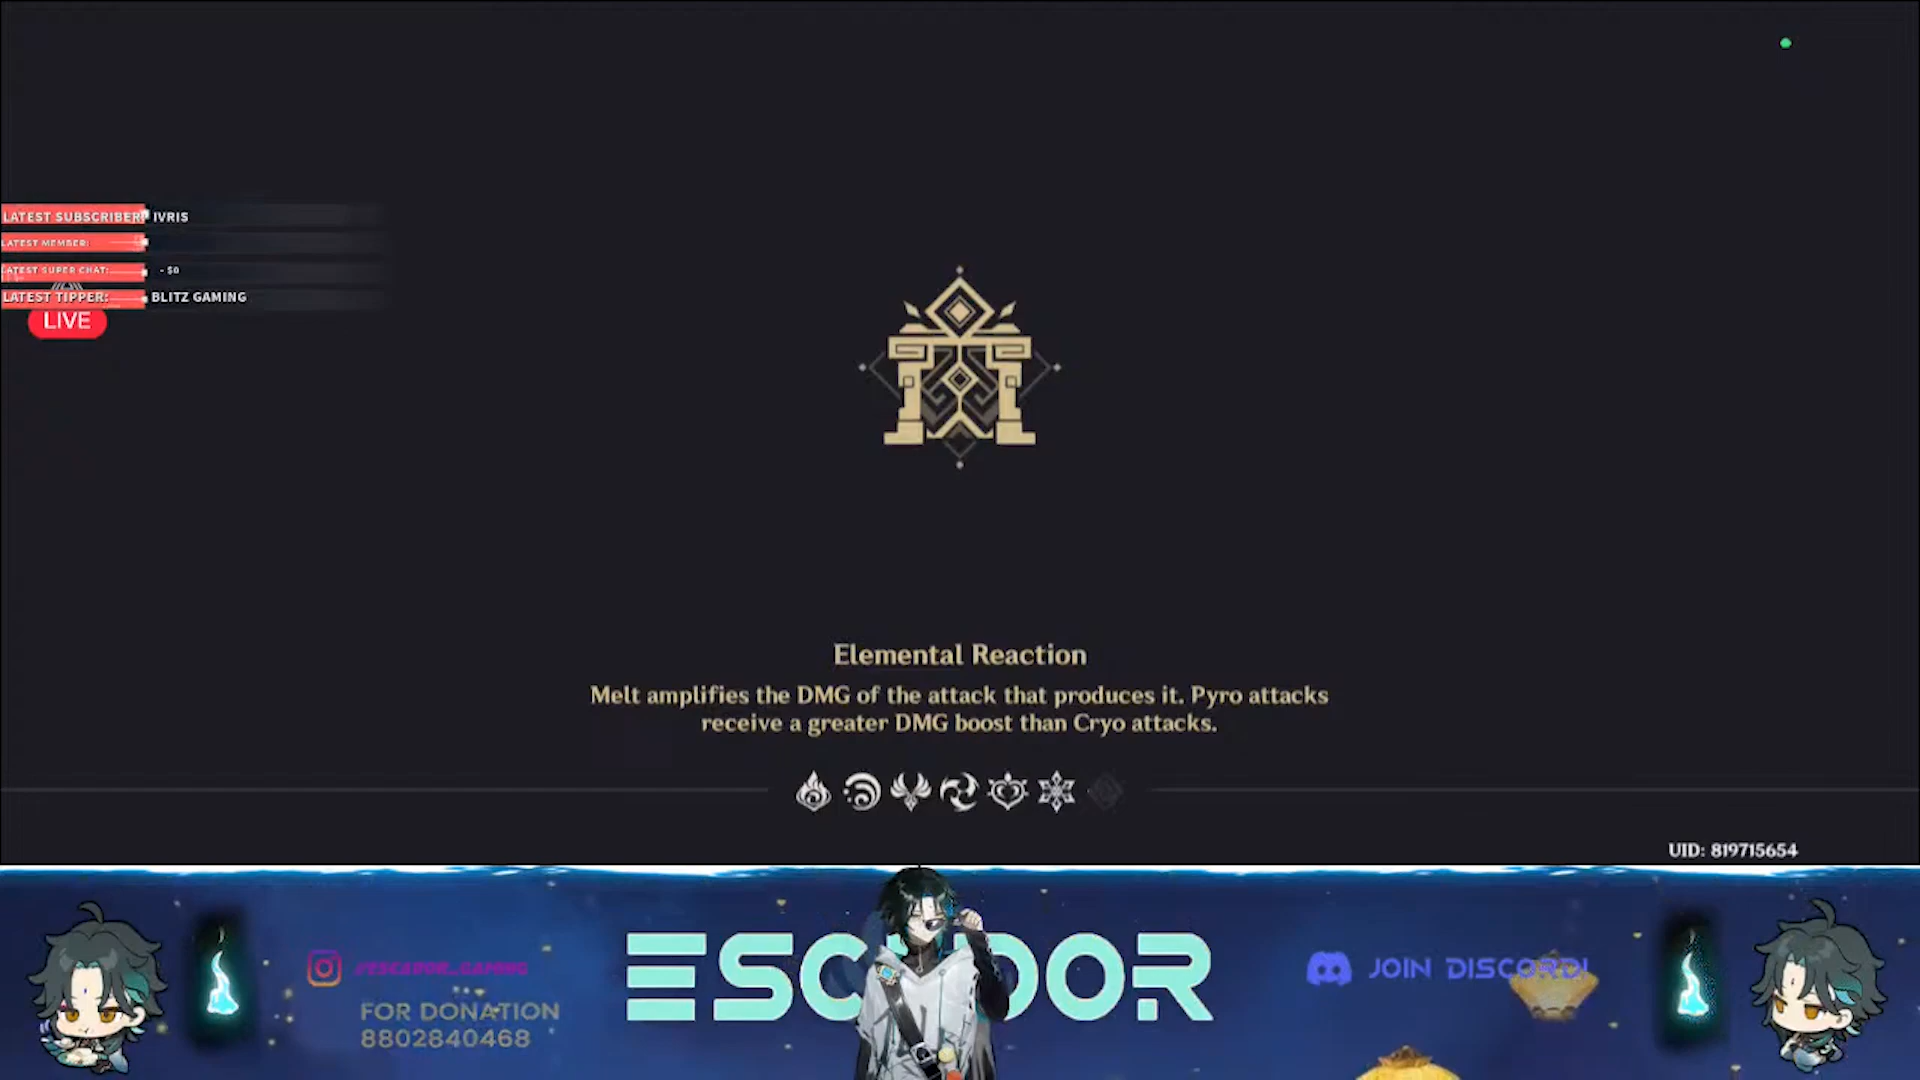 LATEST SUBSCRIBER: IVRIS
LATEST MEMBER:
LATEST SUPER CHAT: - $0
LATEST TIPPER: BLITZ GAMING
LIVE
Elemental Reaction
Melt amplifies the DMG of the attack that produces it. Pyro attacks
receive a greater DMG boost than Cryo attacks.
UID: 819715654
FOR DONATION
8802840468
JOIN DISCORD!